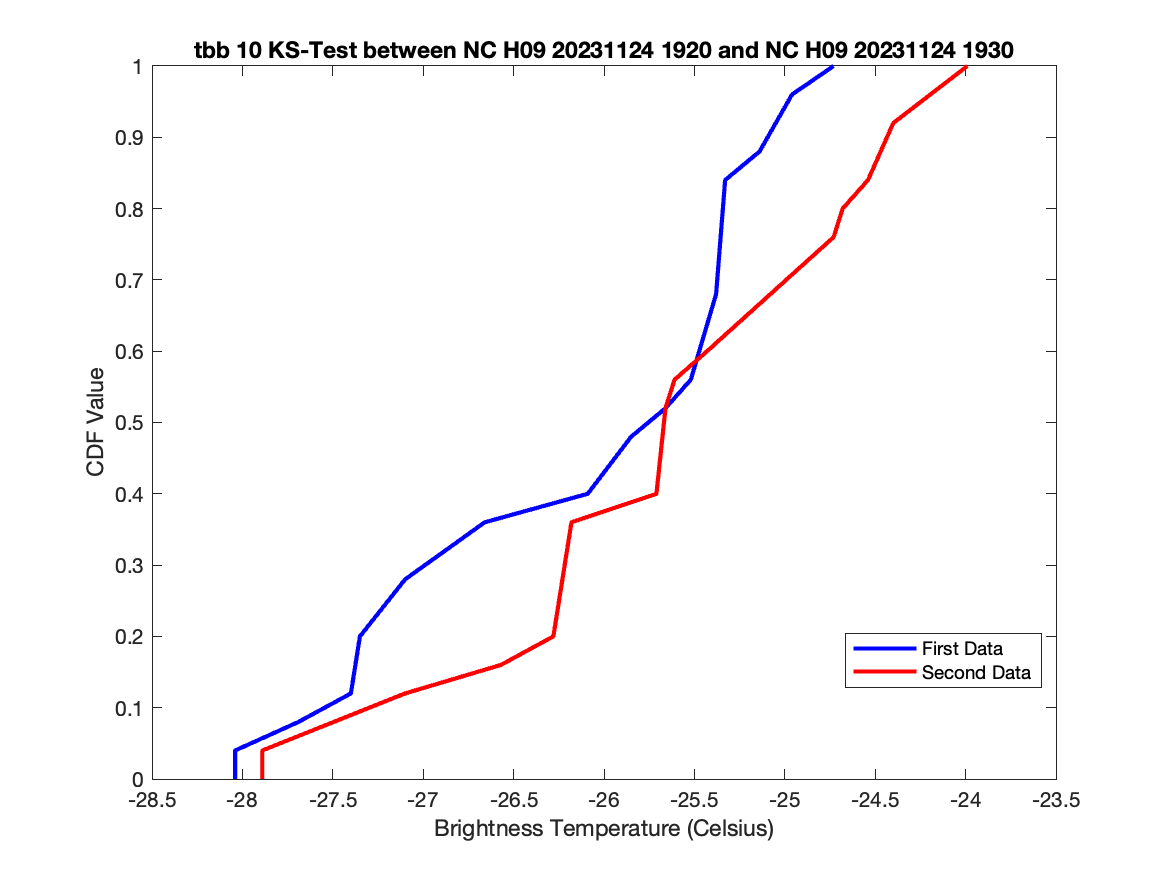 tbb 10 KS-Test between NC H09 20231124 1920 and NC H09 20231124 1930
1
0.9
0.8
0.7
0.6
0.5
0.4
0.3
0.2
0.1
0
CDF Value
First Data
Second Data
-28.5 -28 -27.5 -27 -26.5 -26 -25.5 -25 -24.5 -24 -23.5
Brightness Temperature (Celsius)